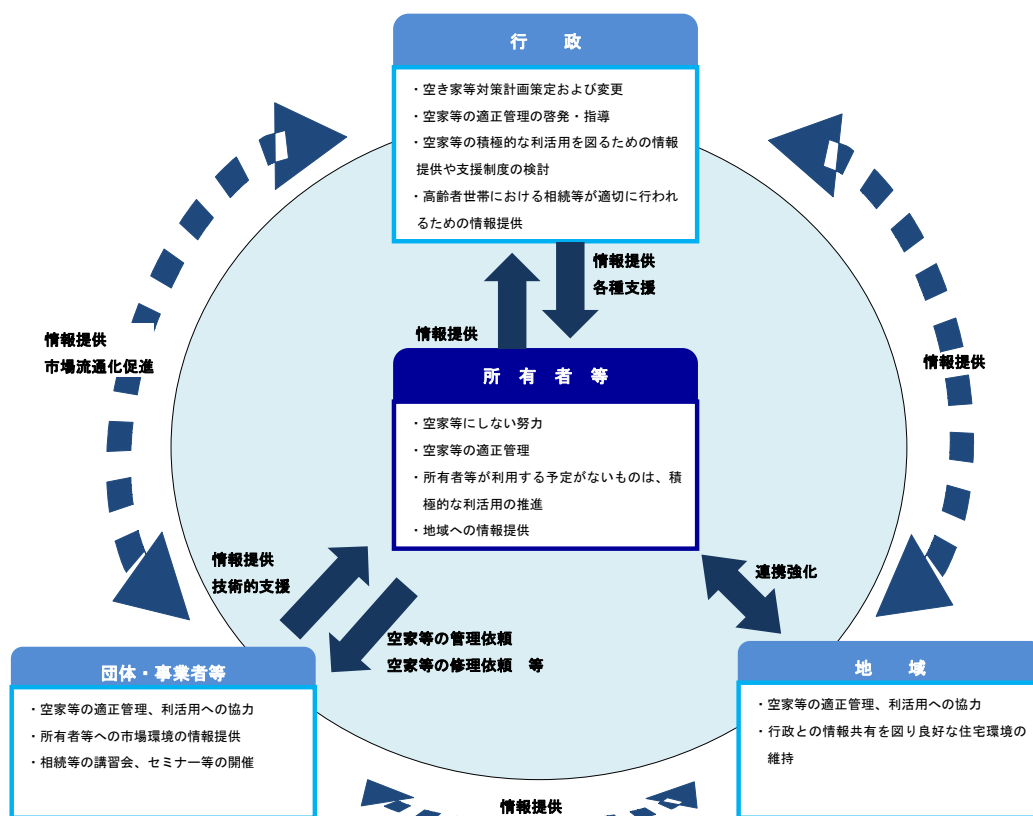 行　政
・空き家等対策計画策定および変更
・空家等の適正管理の啓発・指導
・空家等の積極的な利活用を図るための情報
提供や支援制度の検討
・高齢者世帯における相続等が適切に行われ
るための情報提供
情報提供
各種支援
情報提供
情報提供
市場流通化促進
情報提供
所 有 者 等
・空家等にしない努力
・空家等の適正管理
・所有者等が利用する予定がないものは、積
極的な利活用の推進
・地域への情報提供
情報提供
技術的支援
連携強化
空家等の管理依頼
空家等の修理依頼　等
団体・事業者等
・空家等の適正管理、利活用への協力
・所有者等への市場環境の情報提供
・相続等の講習会、セミナー等の開催
地　域
・空家等の適正管理、利活用への協力
・行政との情報共有を図り良好な住宅環境の
維持
情報提供